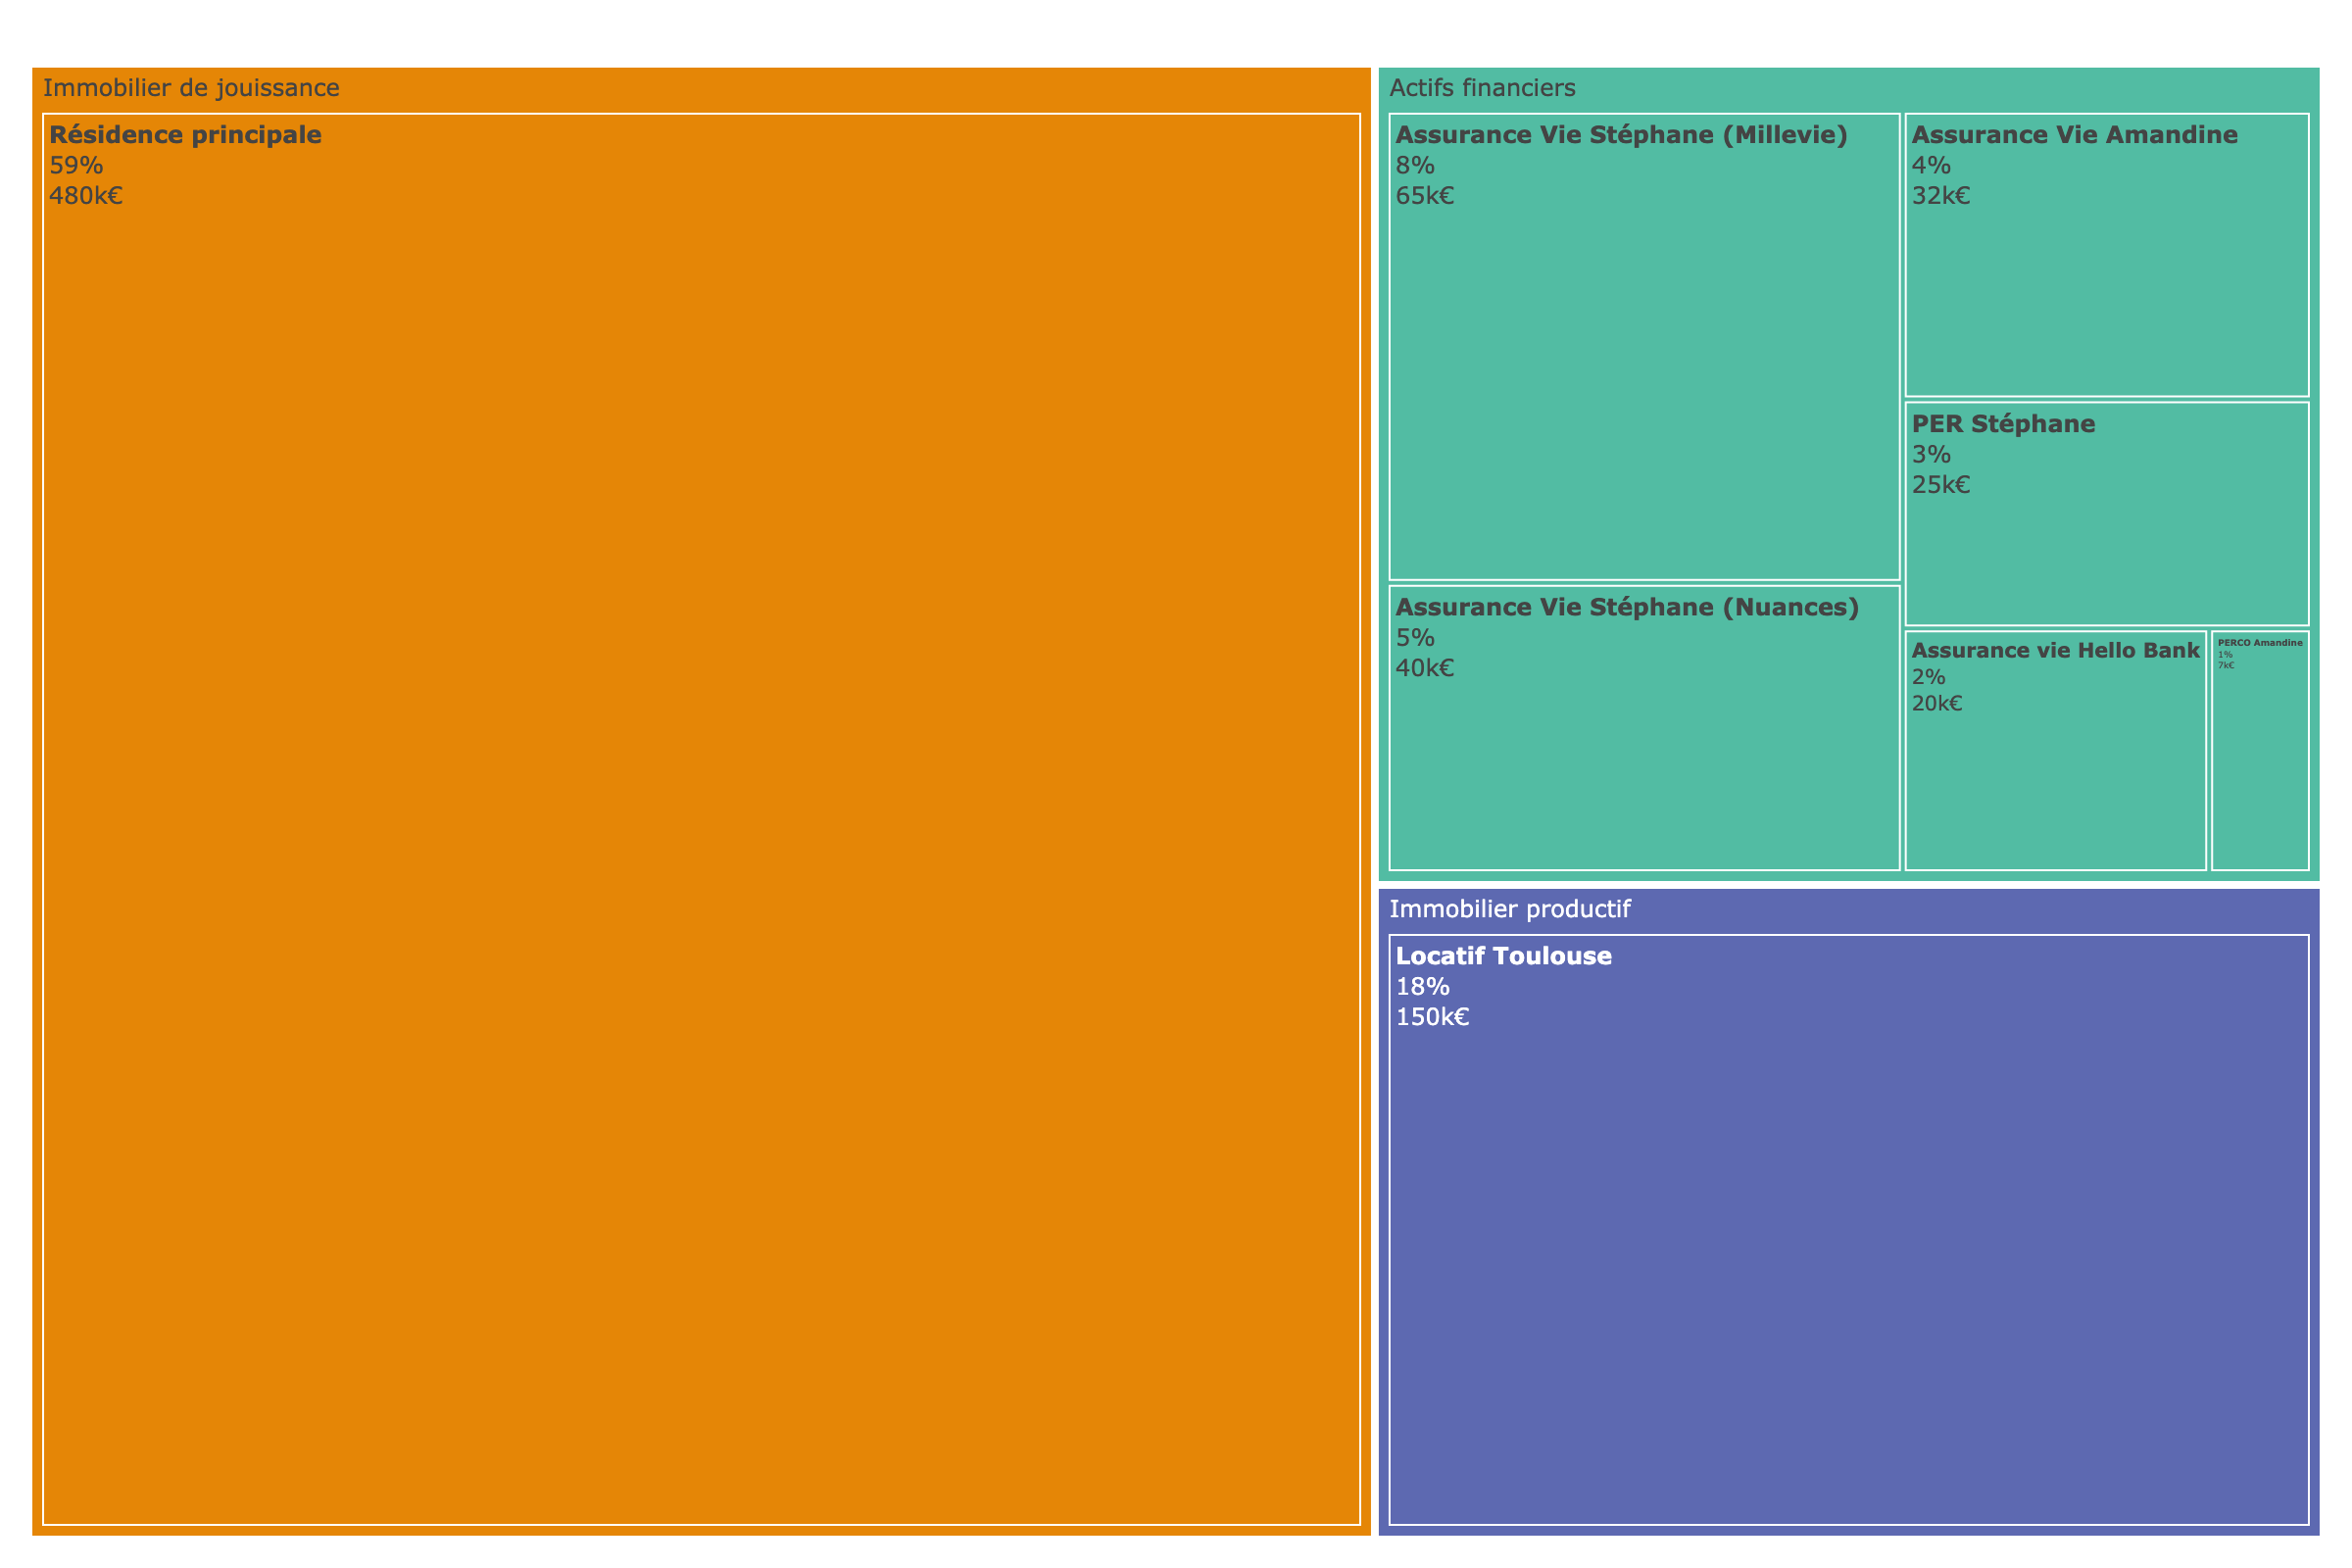 Immobilier de jouissance
Résidence principale
59%
480k€
Actifs financiers
Assurance Vie Stéphane (Millevie)
8%
65k€
Assurance Vie Amandine
4%
32k€
PER Stéphane
3%
25k€
Assurance Vie Stéphane (Nuances)
5%
40k€
Assurance vie Hello Bank
2%
20k€
PERCO Amandine
1%
7k€
Immobilier productif
Locatif Toulouse
18%
150k€